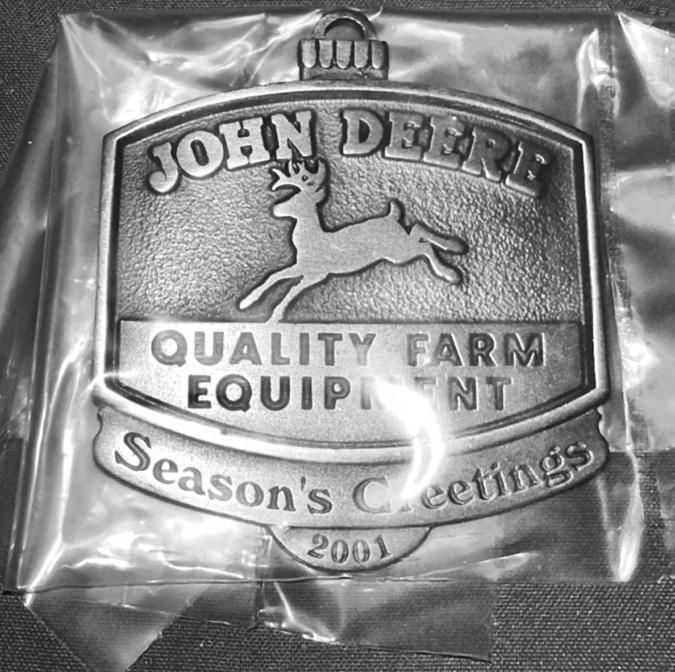 JOHN DEERE
QUALITY FARM
EQUIPMENT
Season's Greetings
2001